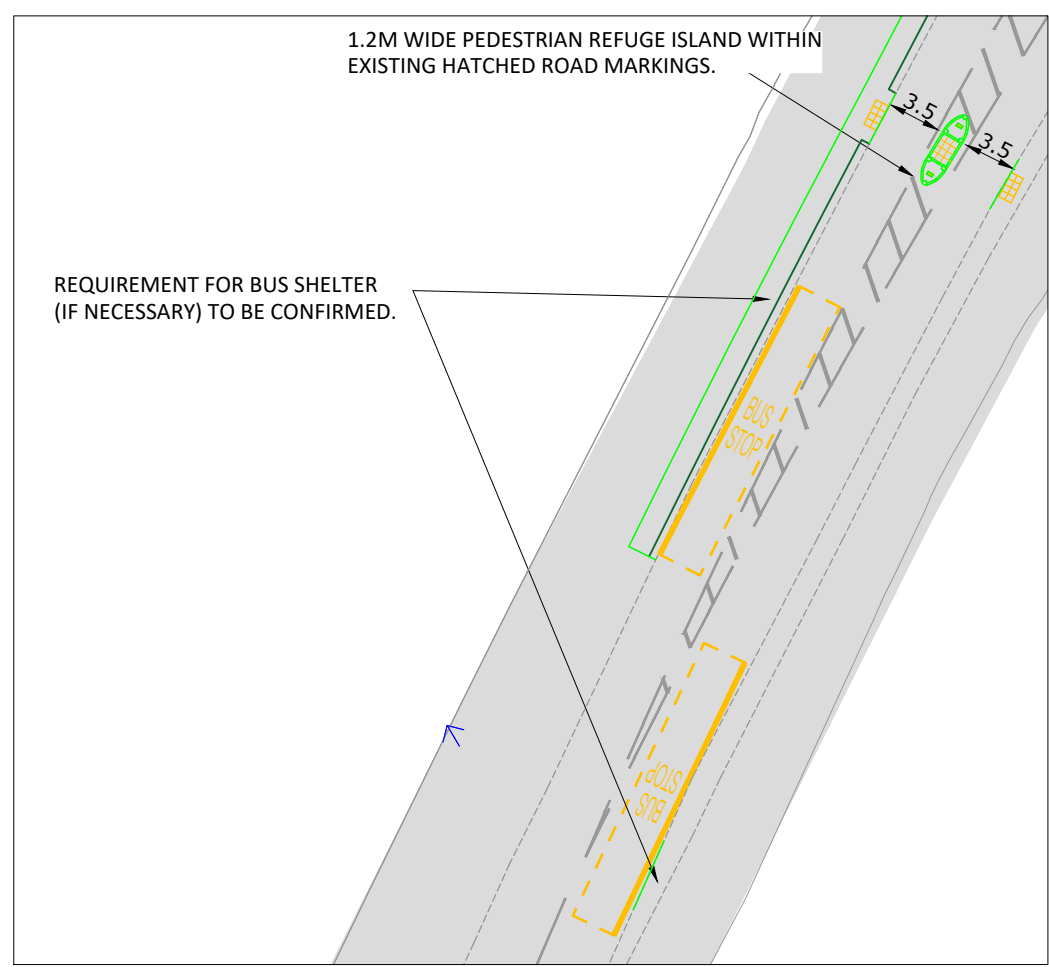 1.2M WIDE PEDESTRIAN REFUGE ISLAND WITHIN
EXISTING HATCHED ROAD MARKINGS.
3.5
3.5
REQUIREMENT FOR BUS SHELTER
(IF NECESSARY) TO BE CONFIRMED.
BUS
STOP
BUS
STOP